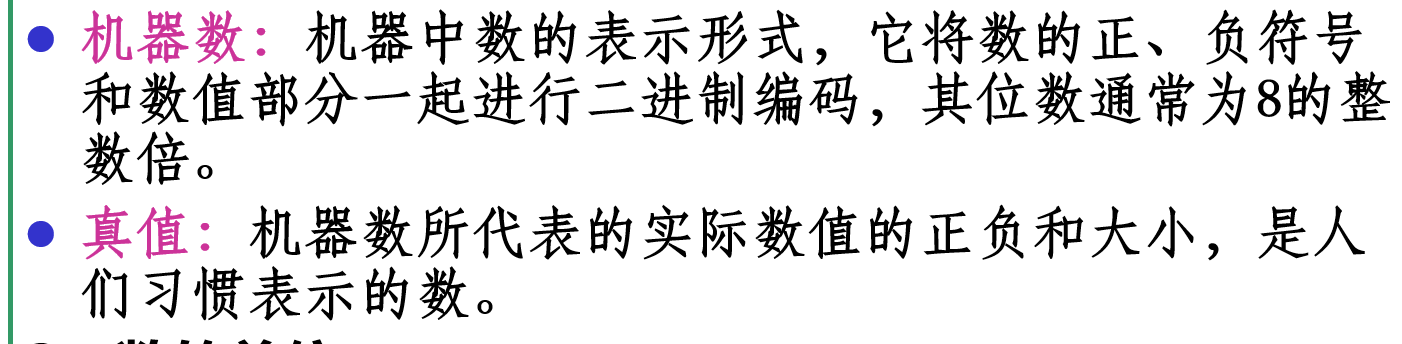 ● 机器数：机器中数的表示形式，它将数的正、负符号
和数值部分一起进行二进制编码，其位数通常为8的整
数倍。
● 真值：机器数所代表的实际数值的正负和大小，是人
们习惯表示的数。